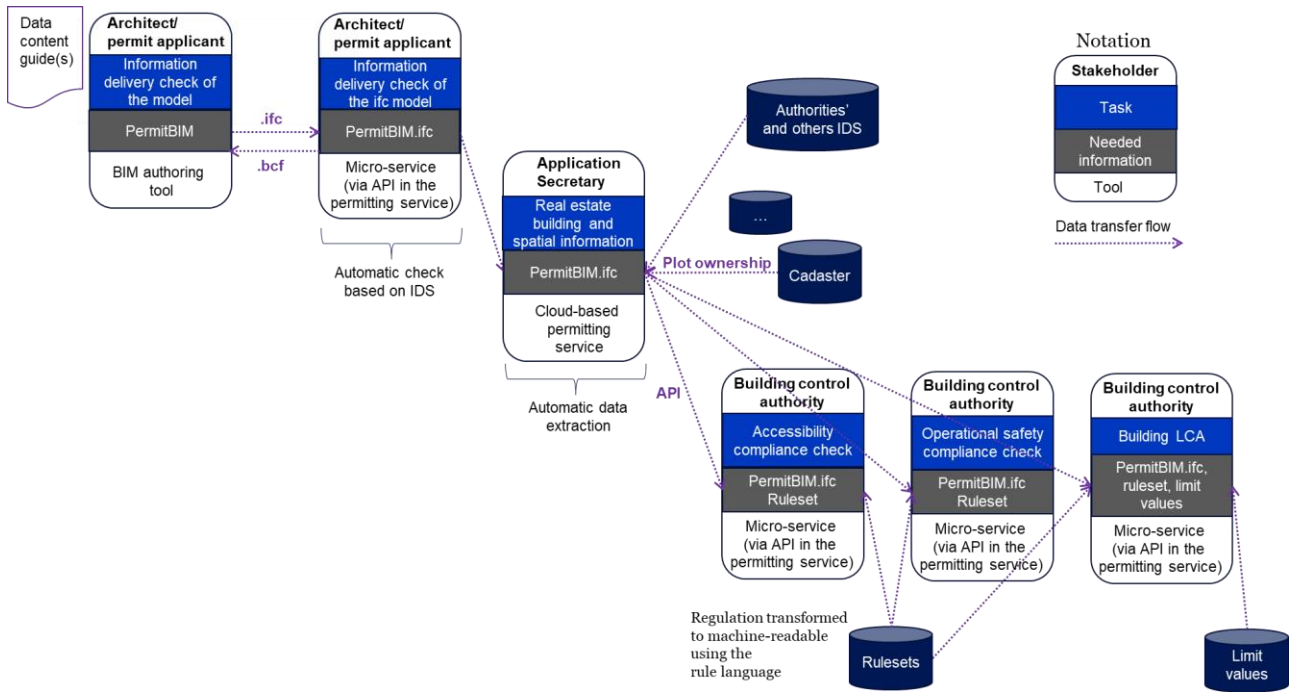 Data
content
guide(s)
Architect/
permit applicant
Information
delivery check of
the model
PermitBIM
BIM authoring
tool
.ifc
.bcf
Architect/
permit applicant
Information
delivery check of
the ifc model
PermitBIM.ifc
Micro-service
(via API in the
permitting service)
Automatic check
based on IDS
Application
Secretary
Real estate
building and
spatial information
PermitBIM.ifc
Cloud-based
permitting
service
Automatic data
extraction
Authorities'
and others IDS
...
Plot ownership
Cadaster
Notation
Stakeholder
Task
Needed
information
Tool
Data transfer flow
API
Building control
authority
Accessibility
compliance check
PermitBIM.ifc
Ruleset
Micro-service
(via API in the
permitting service)
Building control
authority
Operational safety
compliance check
PermitBIM.ifc
Ruleset
Micro-service
(via API in the
permitting service)
Building control
authority
Building LCA
PermitBIM.ifc,
ruleset, limit
values
Micro-service
(via API in the
permitting service)
Regulation transformed
to machine-readable
using the
rule language
Rulesets
Limit
values